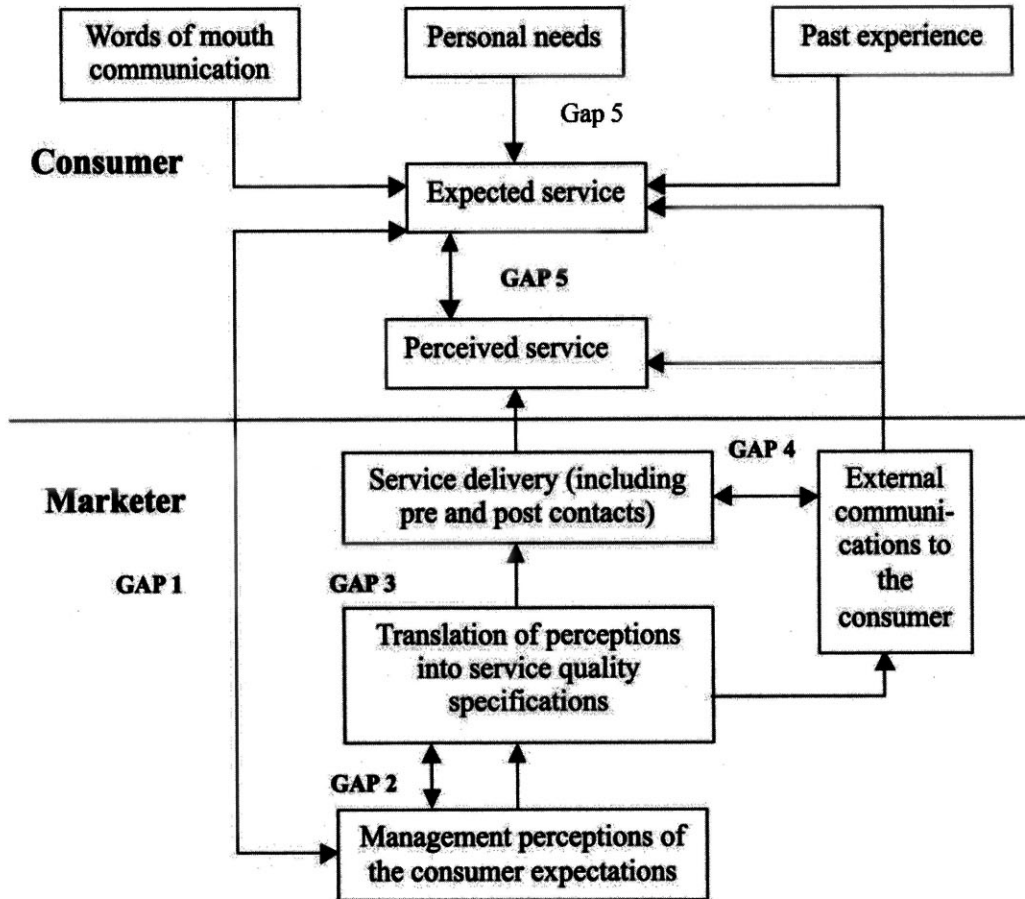 Words of mouth
communication
Personal needs
Past experience
Gap 5
Consumer
Expected service
GAP 5
Perceived service
GAP 4
Service delivery (including
pre and post contacts)
External
communi-
cations to
the
consumer
Marketer
GAP 1
GAP 3
Translation of perceptions
into service quality
specifications
GAP 2
Management perceptions of
the consumer expectations